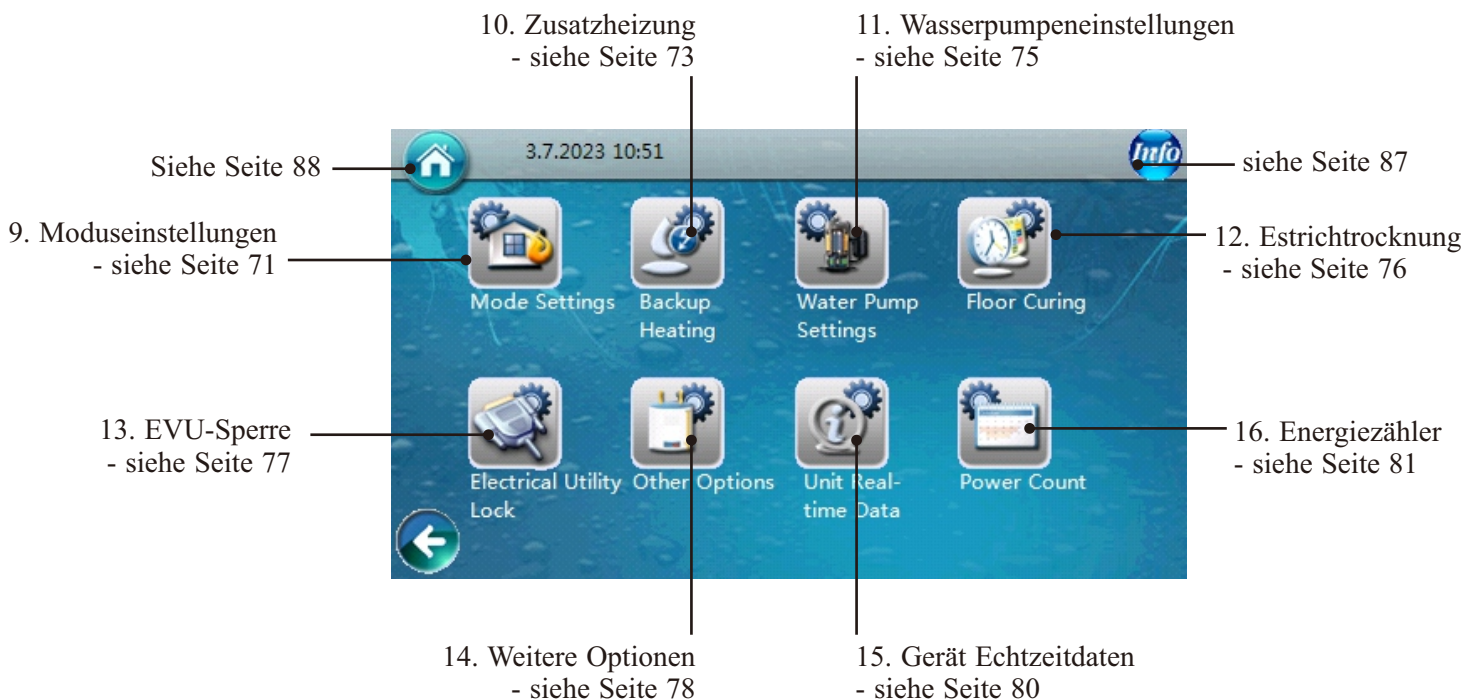 10. Zusatzheizung
- siehe Seite 73
11. Wasserpumpeneinstellungen
- siehe Seite 75
3.7.2023 10:51
Info
Siehe Seite 88
siehe Seite 87
9. Moduseinstellungen
- siehe Seite 71
12. Estrichtrocknung
- siehe Seite 76
Mode Settings
Backup
Heating
Water Pump
Settings
Floor Curing
13. EVU-Sperre
- siehe Seite 77
16. Energiezähler
- siehe Seite 81
Electrical Utility
Lock
Other Options
Unit Real-
time Data
Power Count
14. Weitere Optionen
- siehe Seite 78
15. Gerät Echtzeitdaten
- siehe Seite 80